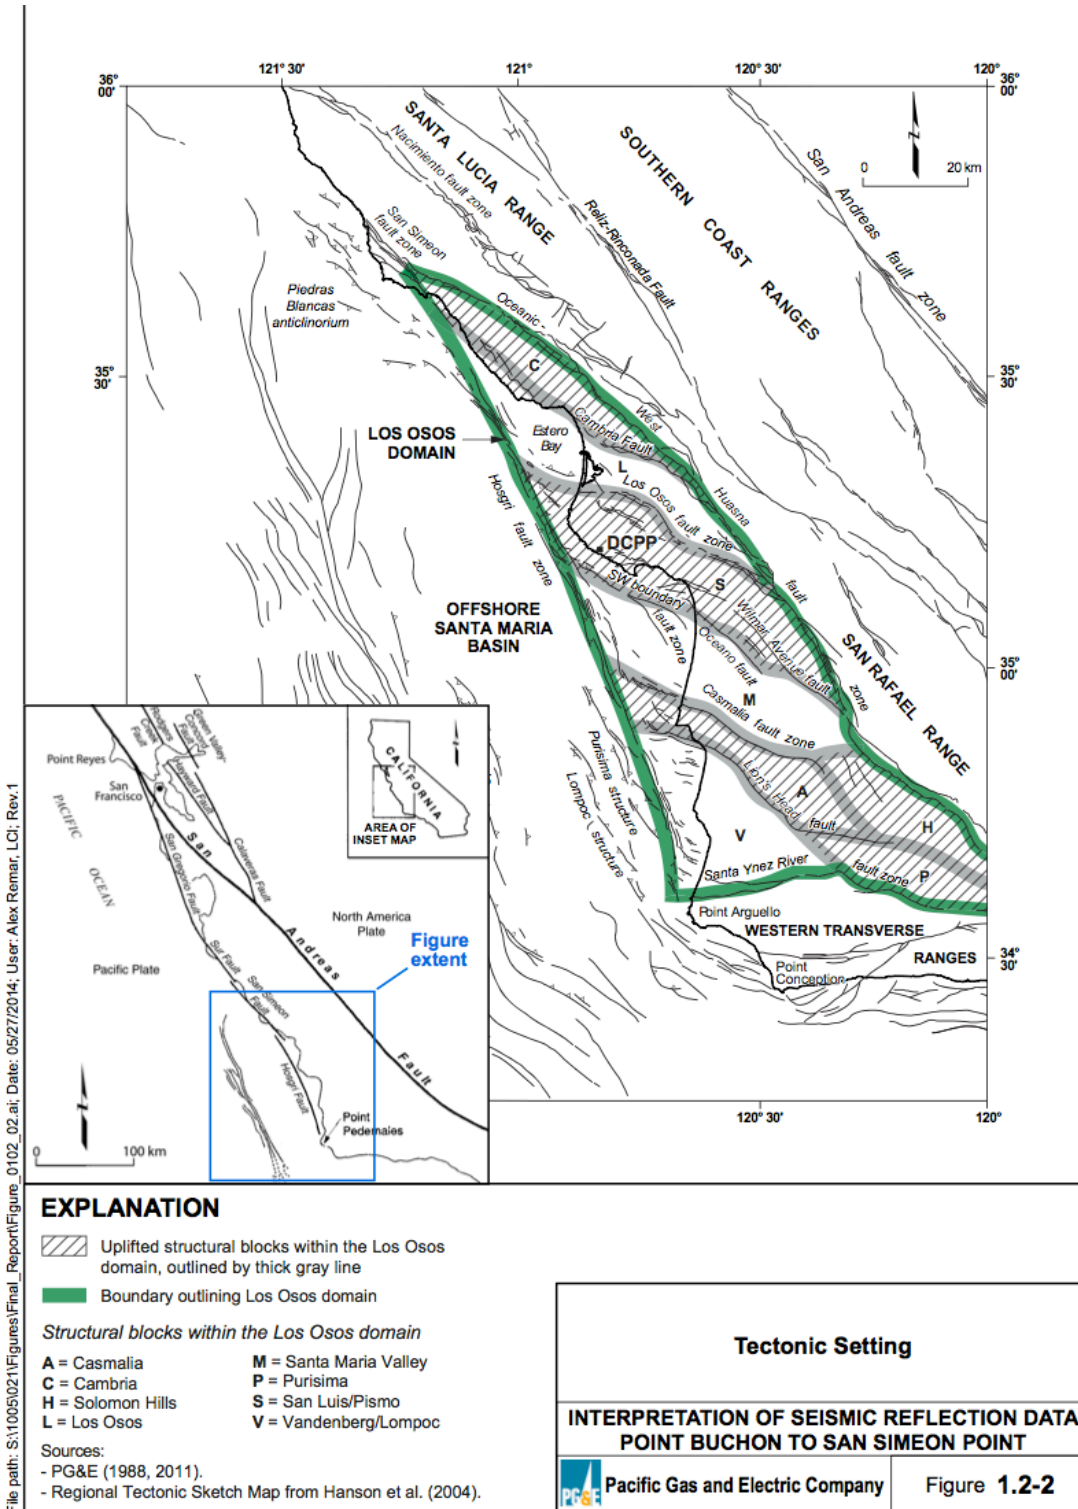 121° 30'
121°
120° 30'
120°
36°
00'
36°
00'
SANTA LUCIA RANGE
Nacimiento fault zone
SOUTHERN COAST RANGES
N
0 20 km
San Andreas fault zone
San Simeon
fault zone
Reliz-Rinconada Fault
Piedras
Blancas
anticlinorium
Oceanic -
West
Huasna
fault
zone
35°
30'
35°
30'
C
Cambria Fault
LOS OSOS
DOMAIN
Estero
Bay
L
Los Osos fault zone
Hosgri fault zone
DCPP
S
SW boundary
fault zone
Wilmar Avenue fault
Oceano fault
OFFSHORE
SANTA MARIA
BASIN
SAN RAFAEL RANGE
35°
00'
M
Casmalia fault zone
Purisima structure
Lompoc structure
Lion's Head fault
A
H
V
P
Santa Ynez River
fault zone
Point Arguello
WESTERN TRANSVERSE
RANGES
Point
Conception
34°
30'
120° 30'
120°
Rodgers
Creek
Fault
Green Valley-
Concord
Fault
Point Reyes
San
Francisco
Hayward Fault
PACIFIC
OCEAN
San Gregorio Fault
Calaveras Fault
San Andreas Fault
CALIFORNIA
AREA OF
INSET MAP
North America
Plate
Pacific Plate
Figure
extent
Sur Fault
San Simeon
Fault
Hosgri Fault
Point
Pedernales
N
0 100 km
EXPLANATION
Uplifted structural blocks within the Los Osos
domain, outlined by thick gray line
Boundary outlining Los Osos domain
Structural blocks within the Los Osos domain
A = Casmalia
C = Cambria
H = Solomon Hills
L = Los Osos
M = Santa Maria Valley
P = Purisima
S = San Luis/Pismo
V = Vandenberg/Lompoc
Sources:
- PG&E (1988, 2011).
- Regional Tectonic Sketch Map from Hanson et al. (2004).
Tectonic Setting
INTERPRETATION OF SEISMIC REFLECTION DATA
POINT BUCHON TO SAN SIMEON POINT
PG&E
Pacific Gas and Electric Company
Figure 1.2-2
File path: S:\1005\021\Figures\Final_Report\Figure_0102_02.ai; Date: 05/27/2014; User: Alex Remar, LCI; Rev.1